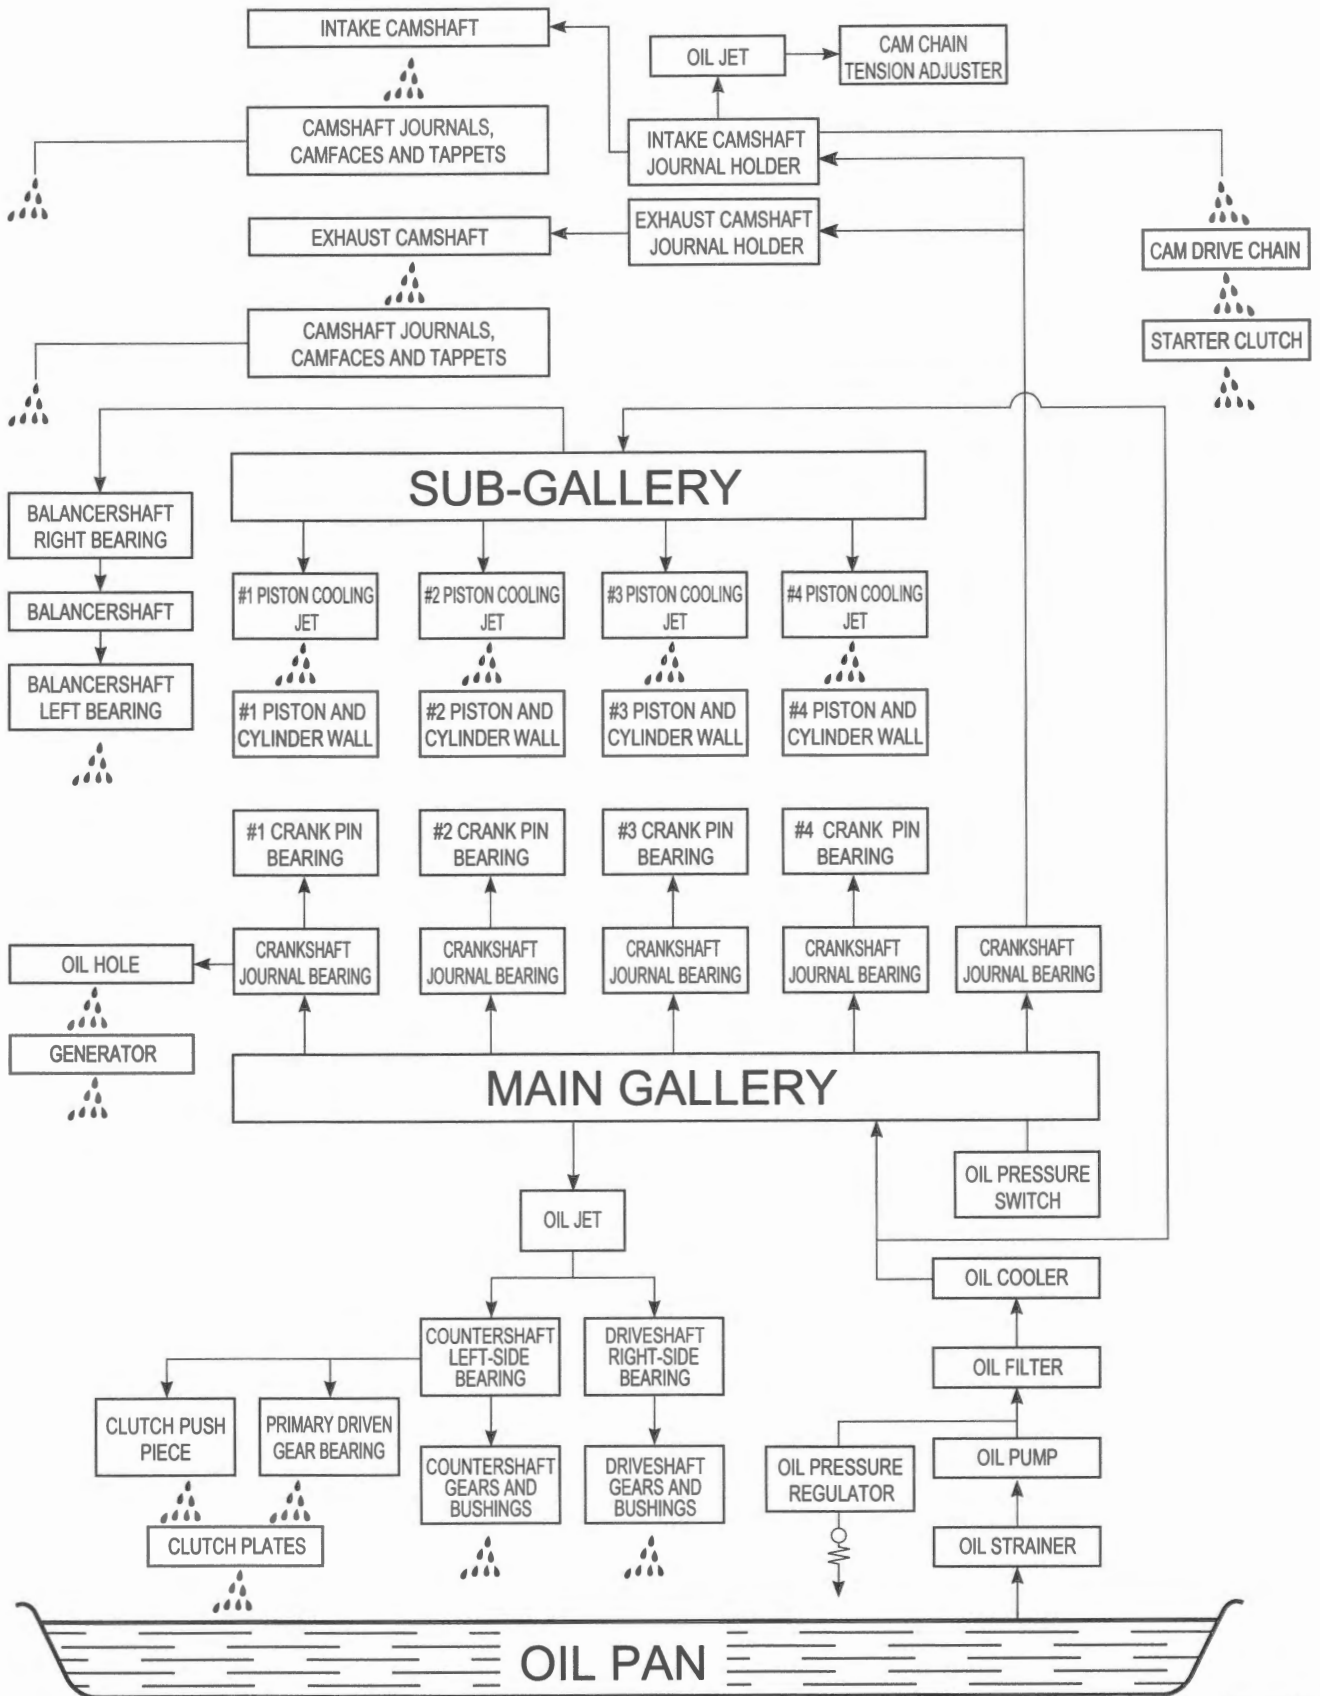 INTAKE CAMSHAFT
OIL JET
CAM CHAIN
TENSION ADJUSTER
CAMSHAFT JOURNALS,
CAMFACES AND TAPPETS
INTAKE CAMSHAFT
JOURNAL HOLDER
EXHAUST CAMSHAFT
EXHAUST CAMSHAFT
JOURNAL HOLDER
CAM DRIVE CHAIN
CAMSHAFT JOURNALS,
CAMFACES AND TAPPETS
STARTER CLUTCH
SUB-GALLERY
BALANCERSHAFT
RIGHT BEARING
BALANCERSHAFT
BALANCERSHAFT
LEFT BEARING
#1 PISTON COOLING
JET
#2 PISTON COOLING
JET
#3 PISTON COOLING
JET
#4 PISTON COOLING
JET
#1 PISTON AND
CYLINDER WALL
#2 PISTON AND
CYLINDER WALL
#3 PISTON AND
CYLINDER WALL
#4 PISTON AND
CYLINDER WALL
#1 CRANK PIN
BEARING
#2 CRANK PIN
BEARING
#3 CRANK PIN
BEARING
#4 CRANK PIN
BEARING
OIL HOLE
GENERATOR
CRANKSHAFT
JOURNAL BEARING
CRANKSHAFT
JOURNAL BEARING
CRANKSHAFT
JOURNAL BEARING
CRANKSHAFT
JOURNAL BEARING
CRANKSHAFT
JOURNAL BEARING
MAIN GALLERY
OIL PRESSURE
SWITCH
OIL JET
OIL COOLER
COUNTERSHAFT
LEFT-SIDE
BEARING
DRIVESHAFT
RIGHT-SIDE
BEARING
OIL FILTER
CLUTCH PUSH
PIECE
PRIMARY DRIVEN
GEAR BEARING
COUNTERSHAFT
GEARS AND
BUSHINGS
DRIVESHAFT
GEARS AND
BUSHINGS
OIL PRESSURE
REGULATOR
OIL PUMP
CLUTCH PLATES
OIL STRAINER
OIL PAN